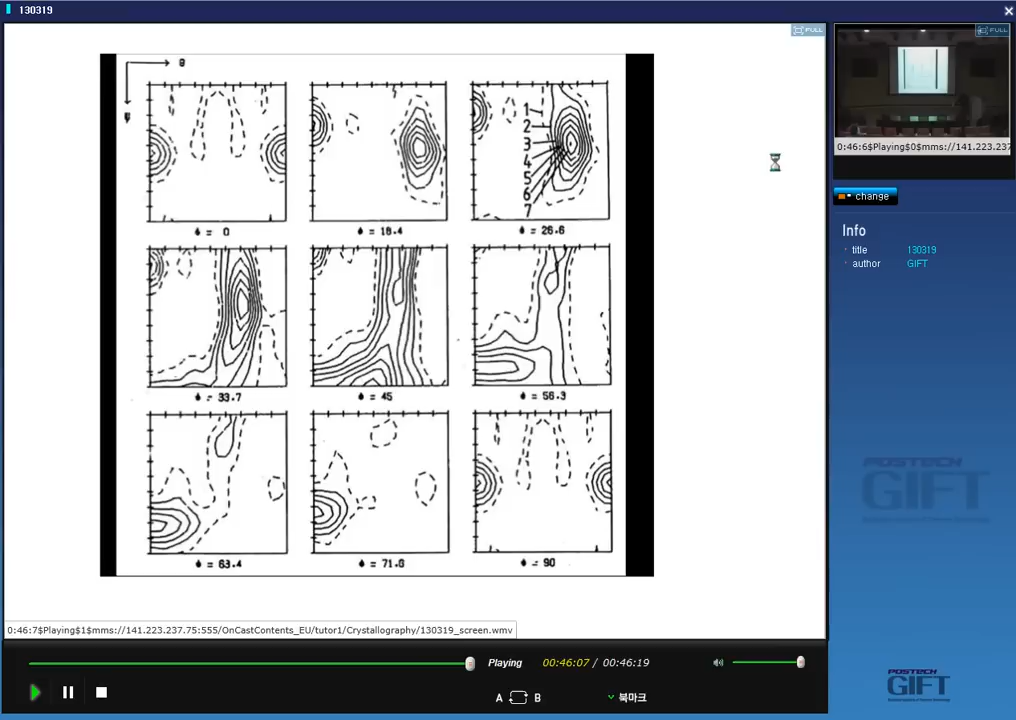 130319
FULL
FULL
θ
Ψ
1
2
3
4
5
6
7
ϕ = 0
ϕ = 18.4
ϕ = 26.6
ϕ = 33.7
ϕ = 45
ϕ = 56.3
ϕ = 63.4
ϕ = 71.6
ϕ = 90
0:46:6$Playing$0$mms://141.223.237
change
Info
title 130319
author GIFT
POSTECH
GIFT
0:46:7$Playing$1$mms://141.223.237.75:555/OnCastContents_EU/tutor1/Crystallography/130319_screen.wmv
Playing 00:46:07 / 00:46:19
A B 북마크
POSTECH
GIFT